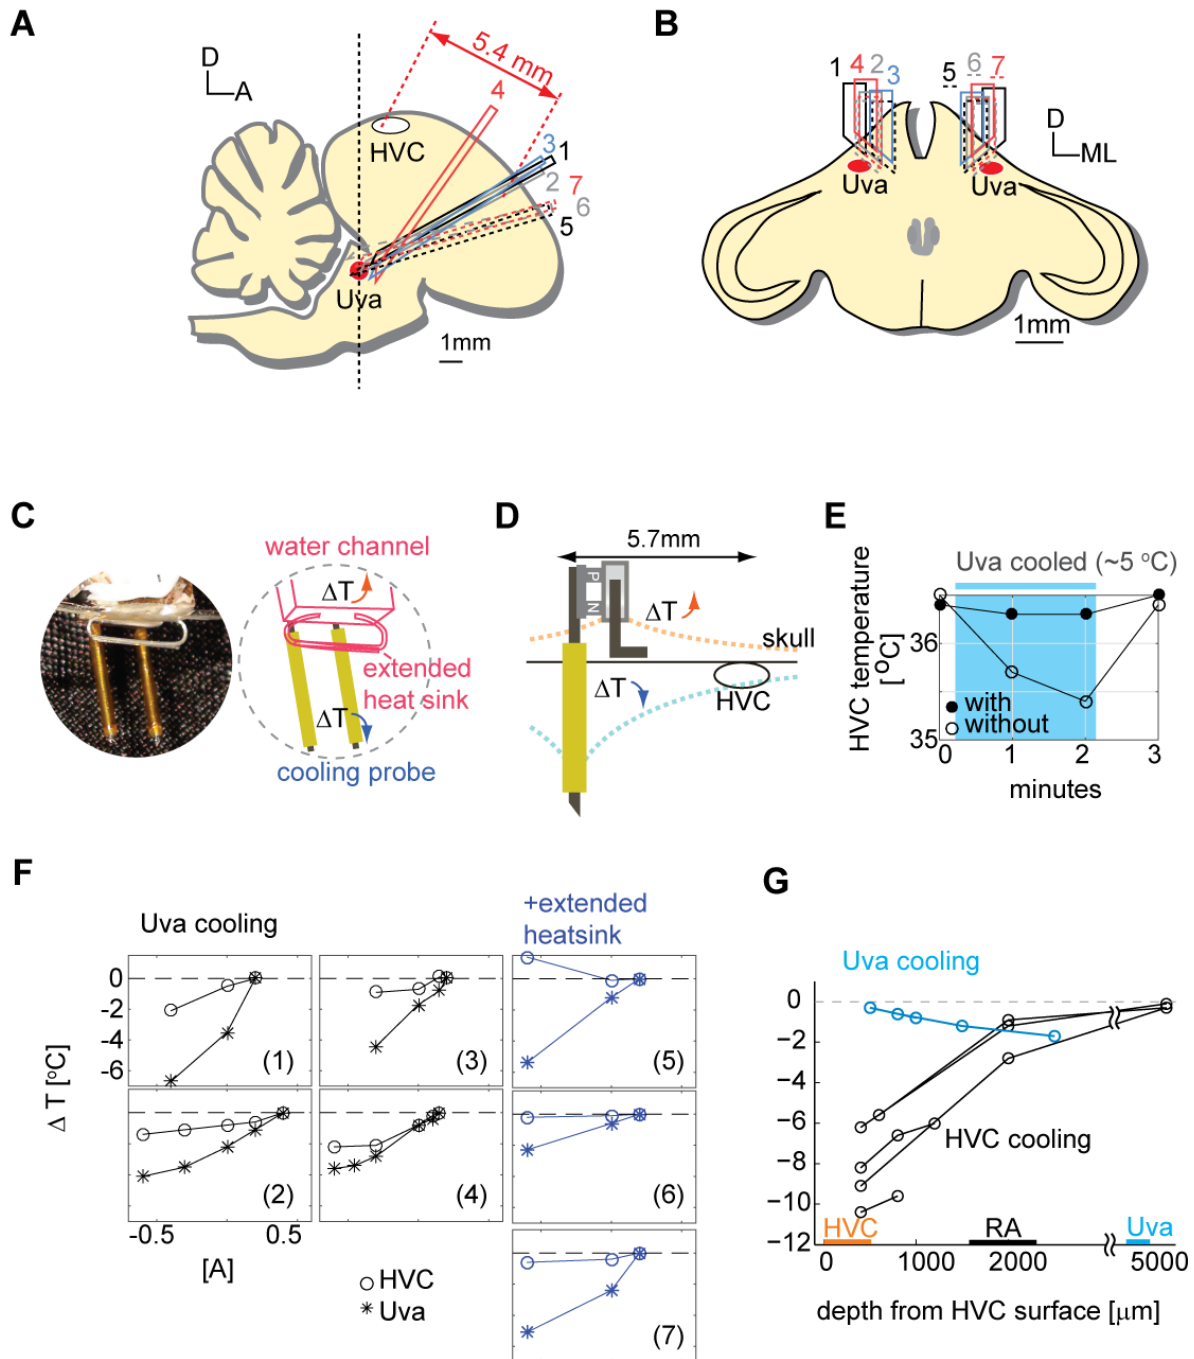 A
D
A
5.4 mm
4
HVC
3
1
2
7
6
5
Uva
1mm
B
1
4
2
3
5
6
7
D
ML
Uva
Uva
1mm
C
water channel
ΔT
extended
heat sink
ΔT
cooling probe
D
5.7mm
P
N
ΔT
skull
ΔT
HVC
E
Uva cooled (~5 °C)
HVC temperature
[°C]
36
35
with
without
0
1
2
3
minutes
F
Uva cooling
+extended
heatsink
Δ T [°C]
0
-2
-4
-6
(1)
(3)
(5)
(2)
(4)
(6)
(7)
-0.5
0.5
[A]
HVC
Uva
G
Uva cooling
HVC cooling
0
−2
−4
−6
−8
−10
−12
HVC
RA
Uva
0
1000
2000
5000
depth from HVC surface [μm]